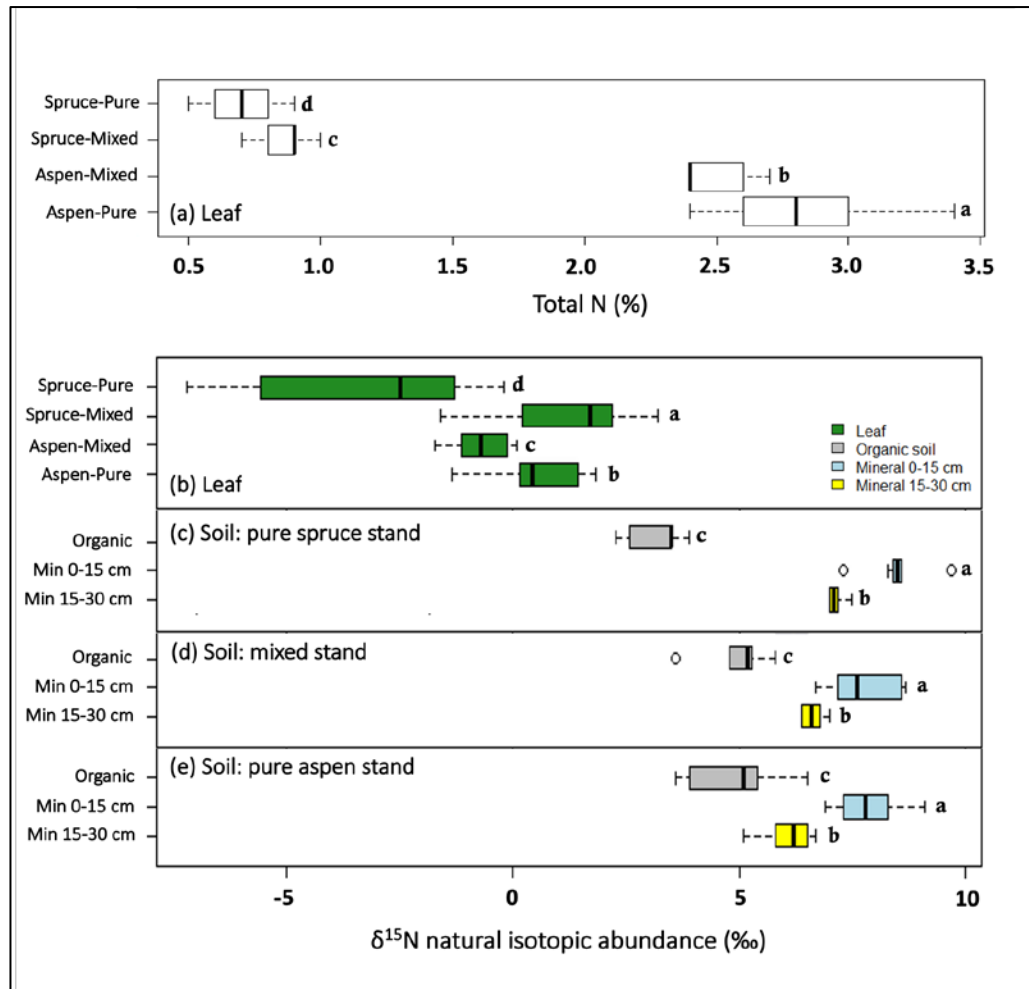 Spruce-Pure
d
Spruce-Mixed
c
Aspen-Mixed
b
Aspen-Pure
a
(a) Leaf
0.5 1.0 1.5 2.0 2.5 3.0 3.5
Total N (%)
Spruce-Pure
d
Spruce-Mixed
a
Aspen-Mixed
c
Aspen-Pure
b
(b) Leaf
Leaf
Organic soil
Mineral 0-15 cm
Mineral 15-30 cm
(c) Soil: pure spruce stand
Organic
c
Min 0-15 cm
a
Min 15-30 cm
b
(d) Soil: mixed stand
Organic
c
Min 0-15 cm
a
Min 15-30 cm
b
(e) Soil: pure aspen stand
Organic
c
Min 0-15 cm
a
Min 15-30 cm
b
-5 0 5 10
δ¹⁵N natural isotopic abundance (‰)